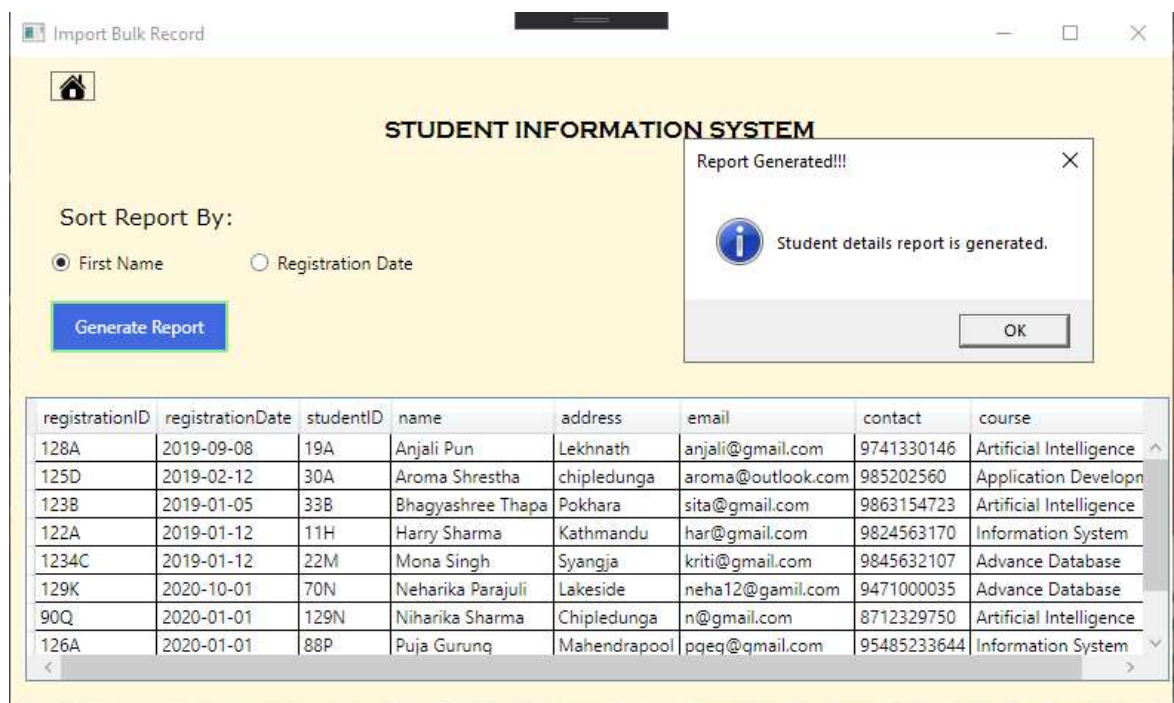 Import Bulk Record
STUDENT INFORMATION SYSTEM
Report Generated!!!
Student details report is generated.
OK
Sort Report By:
First Name Registration Date
Generate Report
registrationID registrationDate studentID name address email contact course
128A 2019-09-08 19A Anjali Pun Lekhnath anjali@gmail.com 9741330146 Artificial Intelligence
125D 2019-02-12 30A Aroma Shrestha chipledunga aroma@outlook.com 985202560 Application Developm
123B 2019-01-05 33B Bhagyashree Thapa Pokhara sita@gmail.com 9863154723 Artificial Intelligence
122A 2019-01-12 11H Harry Sharma Kathmandu har@gmail.com 9824563170 Information System
1234C 2019-01-12 22M Mona Singh Syangja kriti@gmail.com 9845632107 Advance Database
129K 2020-10-01 70N Neharika Parajuli Lakeside neha12@gamil.com 9471000035 Advance Database
90Q 2020-01-01 129N Niharika Sharma Chipledunga n@gmail.com 8712329750 Artificial Intelligence
126A 2020-01-01 88P Puja Gurung Mahendrapool pgeg@gmail.com 95485233644 Information System